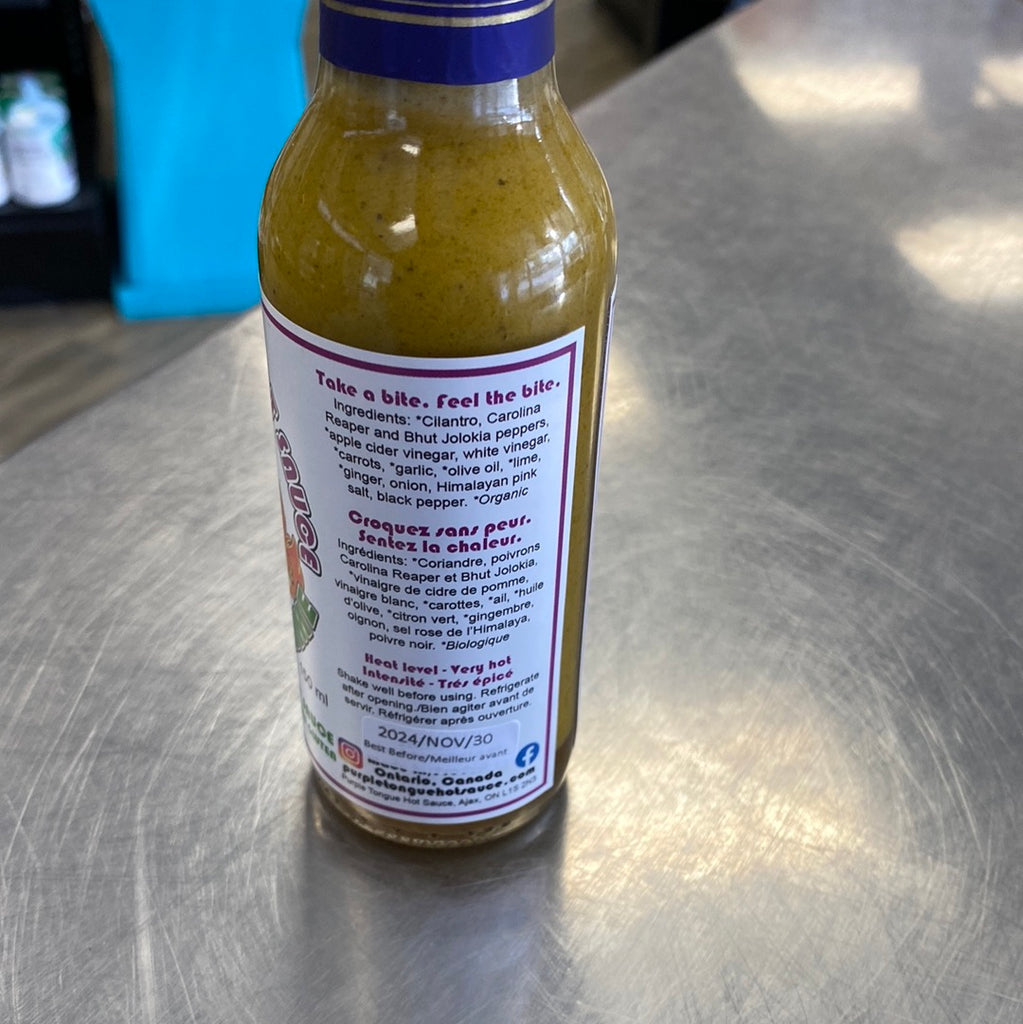 Take a bite. Feel the bite.
Ingredients: *Cilantro, Carolina
Reaper and Bhut Jolokia peppers,
*apple cider vinegar, white vinegar,
*carrots, *garlic, *olive oil, *lime,
*ginger, onion, Himalayan pink
salt, black pepper. *Organic
Croquez sans peur.
Sentez la chaleur.
Ingrédients: *Coriandre, poivrons
Carolina Reaper et Bhut Jolokia,
*vinaigre de cidre de pomme,
vinaigre blanc, *carottes, *ail, *huile
d'olive, *citron vert, *gingembre,
oignon, sel rose de l'Himalaya,
poivre noir. *Biologique
Heat level - Very hot
Intensité - Trés épicé
Shake well before using. Refrigerate
after opening./Bien agiter avant de
servir. Réfrigérer après ouverture.
2024/NOV/30
Best Before/Meilleur avant
Ontario, Canada
purpletonguehotsauce.com
Purple Tongue Hot Sauce, Ajax, ON L1S 2N3
SAUCE
ml